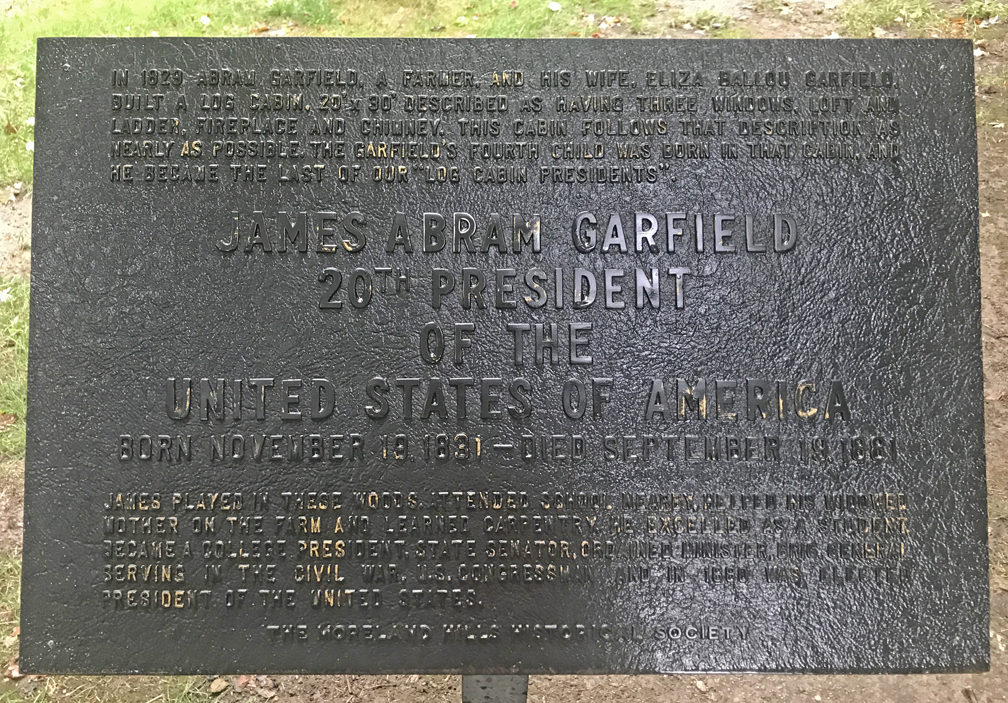 IN 1829 ABRAM GARFIELD, A FARMER, AND HIS WIFE, ELIZA BALLOU GARFIELD,
BUILT A LOG CABIN, 20' x 30' DESCRIBED AS HAVING THREE WINDOWS, LOFT AND
LADDER, FIREPLACE AND CHIMNEY. THIS CABIN FOLLOWS THAT DESCRIPTION AS
NEARLY AS POSSIBLE. THE GARFIELD'S FOURTH CHILD WAS BORN IN THAT CABIN, AND
HE BECAME THE LAST OF OUR "LOG CABIN PRESIDENTS".
JAMES ABRAM GARFIELD
20TH PRESIDENT
OF THE
UNITED STATES OF AMERICA
BORN NOVEMBER 19, 1831 — DIED SEPTEMBER 19, 1881
JAMES PLAYED IN THESE WOODS, ATTENDED SCHOOL NEARBY, HELPED HIS WIDOWED
MOTHER ON THE FARM AND LEARNED CARPENTRY. HE EXCELLED AS A STUDENT,
BECAME A COLLEGE PRESIDENT, STATE SENATOR, ORDAINED MINISTER, BRIG. GENERAL
SERVING IN THE CIVIL WAR, U.S. CONGRESSMAN AND IN 1880 WAS ELECTED
PRESIDENT OF THE UNITED STATES.
THE MORELAND HILLS HISTORICAL SOCIETY